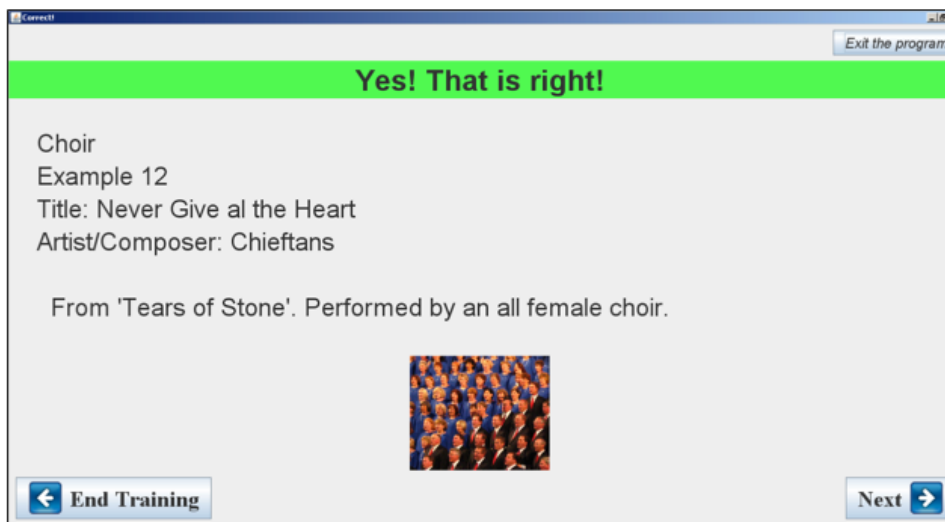 Correct!
Exit the program
Yes! That is right!
Choir
Example 12
Title: Never Give al the Heart
Artist/Composer: Chieftans
From 'Tears of Stone'. Performed by an all female choir.
End Training
Next